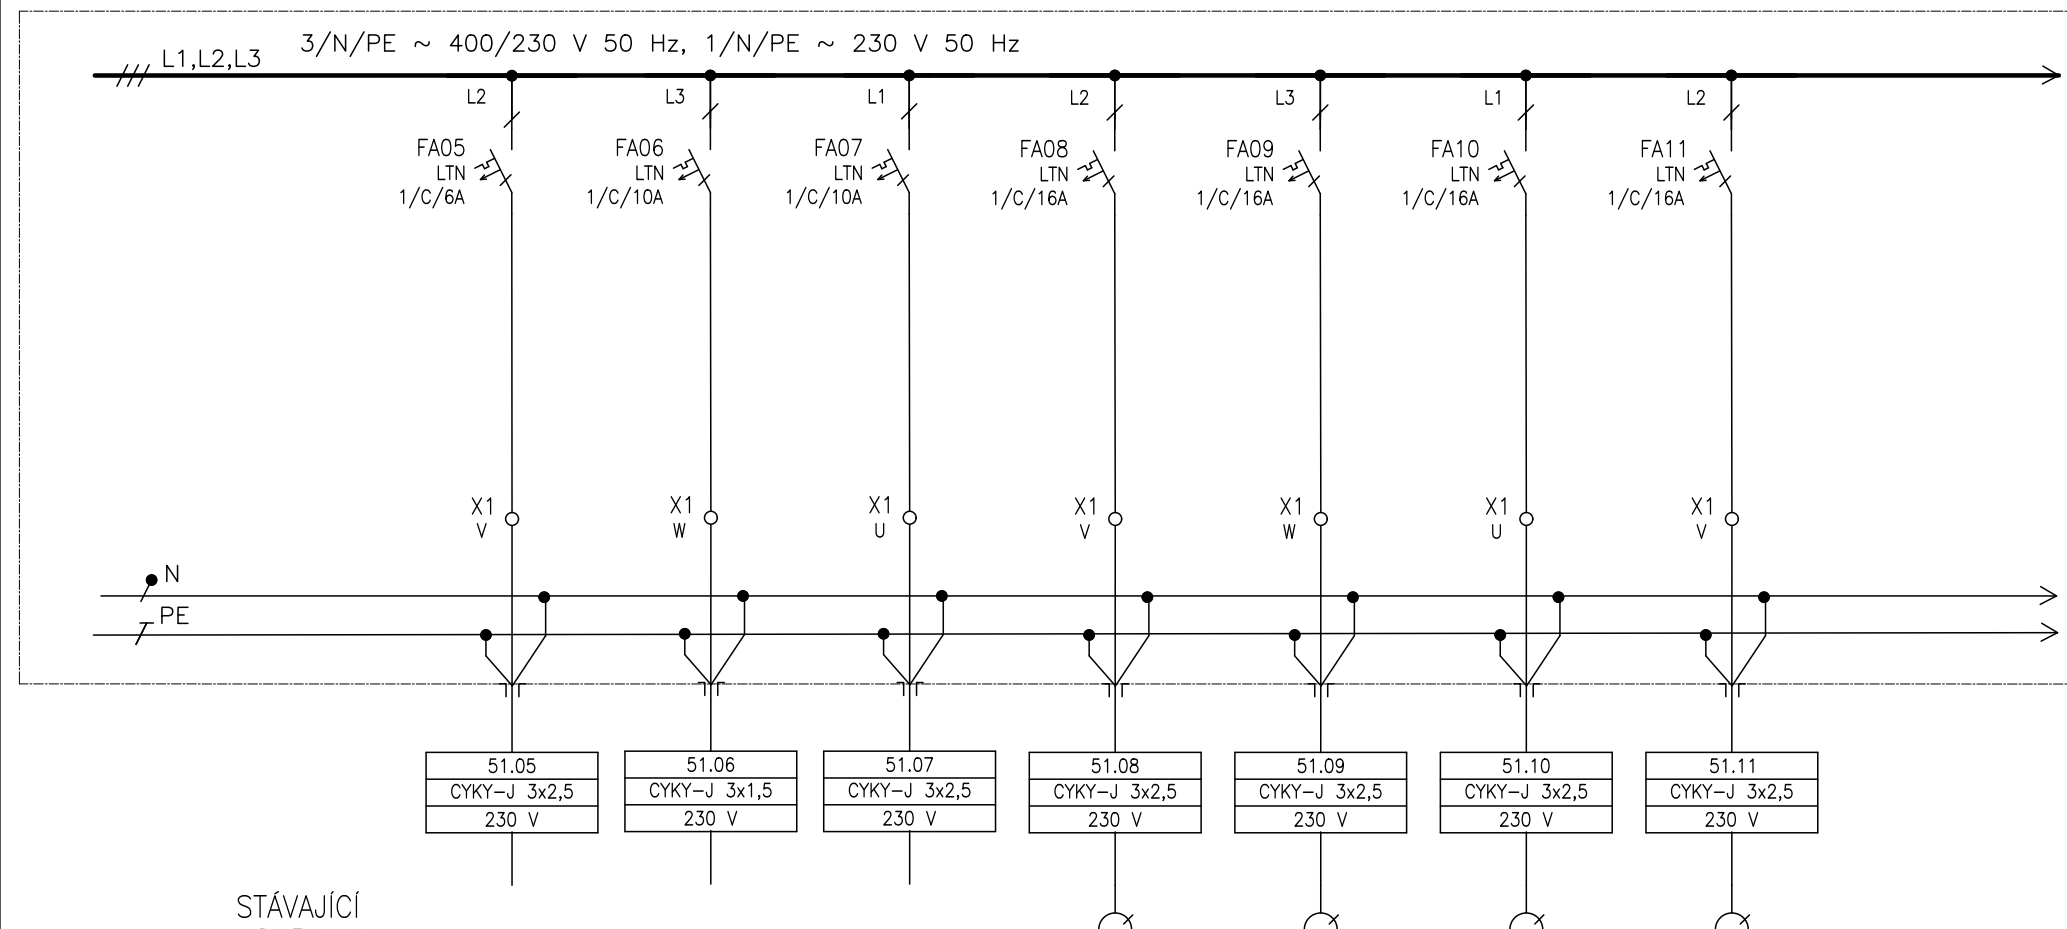 3/N/PE ~ 400/230 V 50 Hz, 1/N/PE ~ 230 V 50 Hz
L1,L2,L3
L2 L3 L1 L2 L3 L1 L2
FA05 FA06 FA07 FA08 FA09 FA10 FA11
LTN LTN LTN LTN LTN LTN LTN
1/C/6A 1/C/10A 1/C/10A 1/C/16A 1/C/16A 1/C/16A 1/C/16A
X1 X1 X1 X1 X1 X1 X1
V W U V W U V
N
PE
51.05 51.06 51.07 51.08 51.09 51.10 51.11
CYKY-J 3x2,5 CYKY-J 3x1,5 CYKY-J 3x2,5 CYKY-J 3x2,5 CYKY-J 3x2,5 CYKY-J 3x2,5 CYKY-J 3x2,5
230 V 230 V 230 V 230 V 230 V 230 V 230 V
STÁVAJÍCÍ